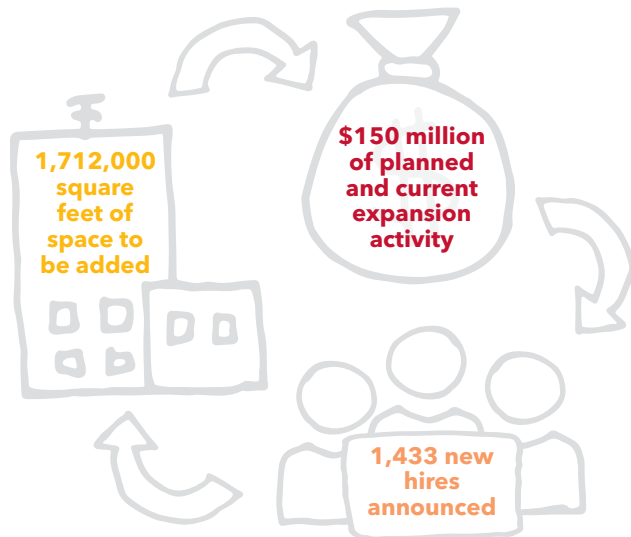 1,712,000
square
feet of
space to
be added
$150 million
of planned
and current
expansion
activity
1,433 new
hires
announced